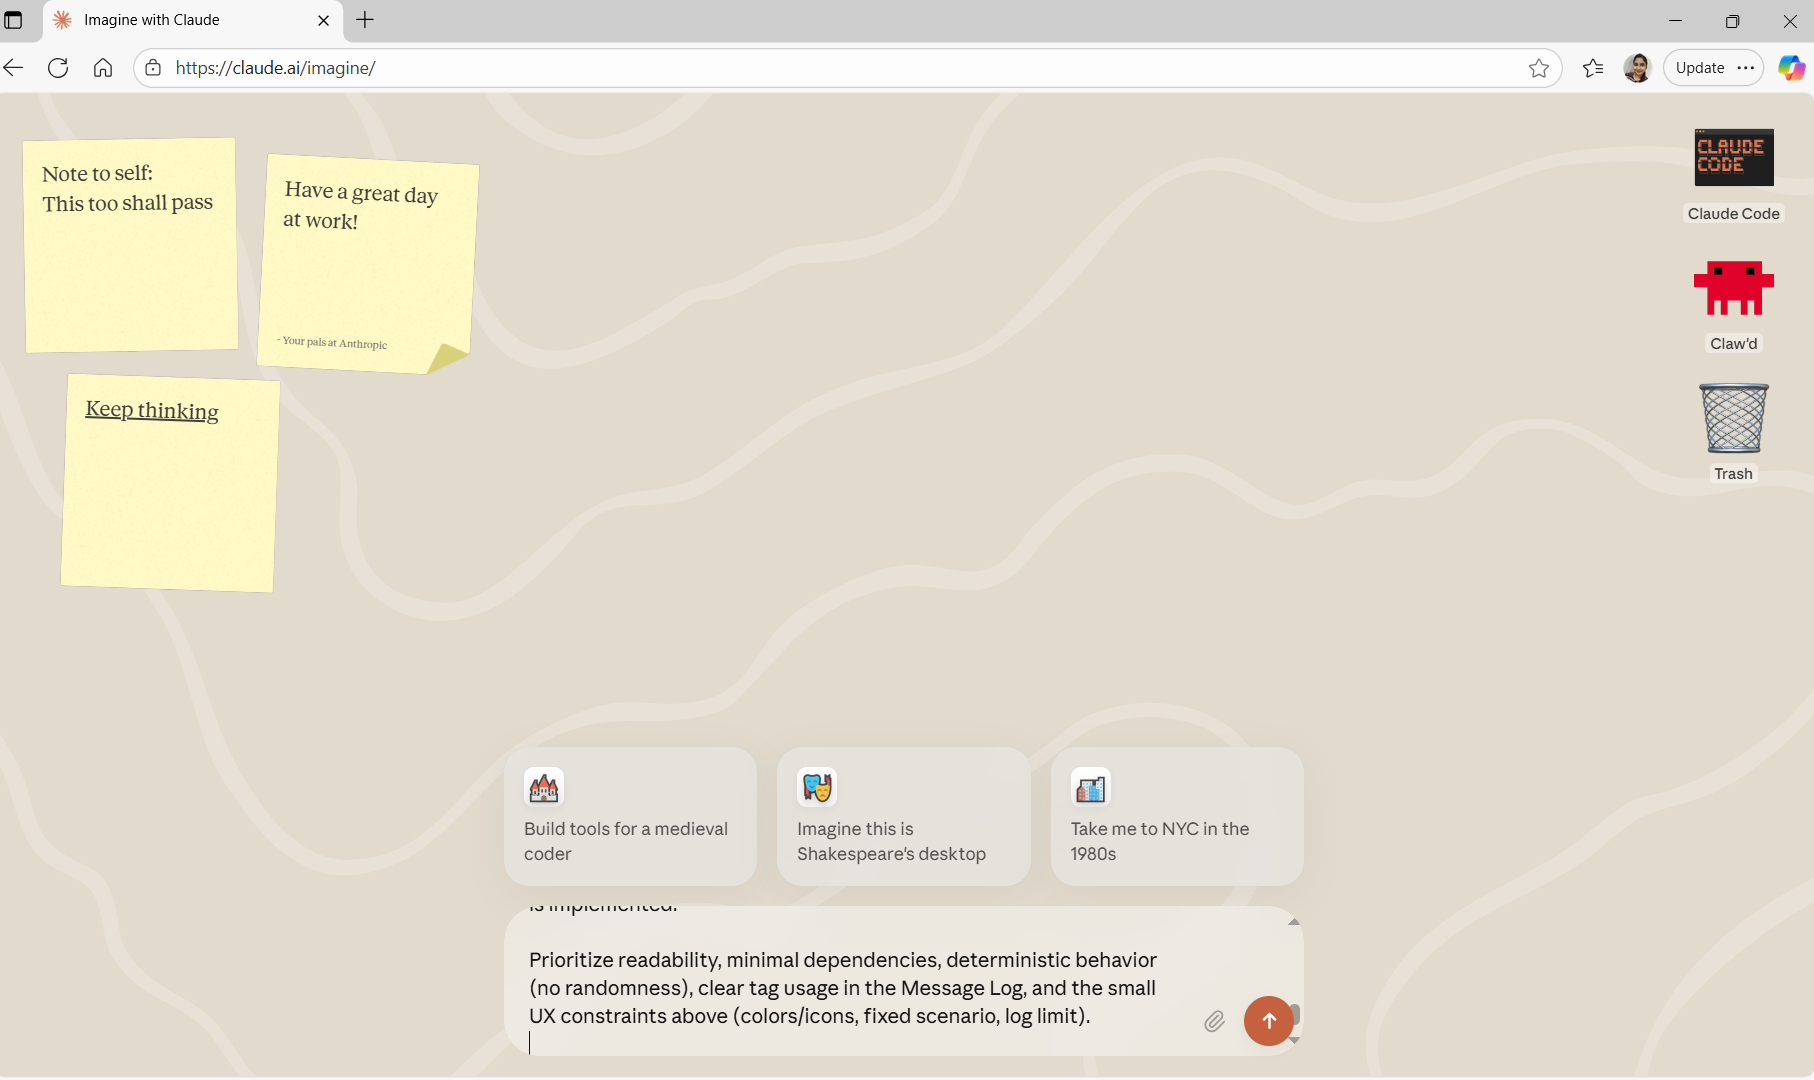 Imagine with Claude
https://claude.ai/imagine/
Update
Note to self:
This too shall pass
Have a great day
at work!
- Your pals at Anthropic
Keep thinking
CLAUDE
CODE
Claude Code
Claw'd
Trash
Build tools for a medieval
coder
Imagine this is
Shakespeare's desktop
Take me to NYC in the
1980s
is implemented.
Prioritize readability, minimal dependencies, deterministic behavior
(no randomness), clear tag usage in the Message Log, and the small
UX constraints above (colors/icons, fixed scenario, log limit).